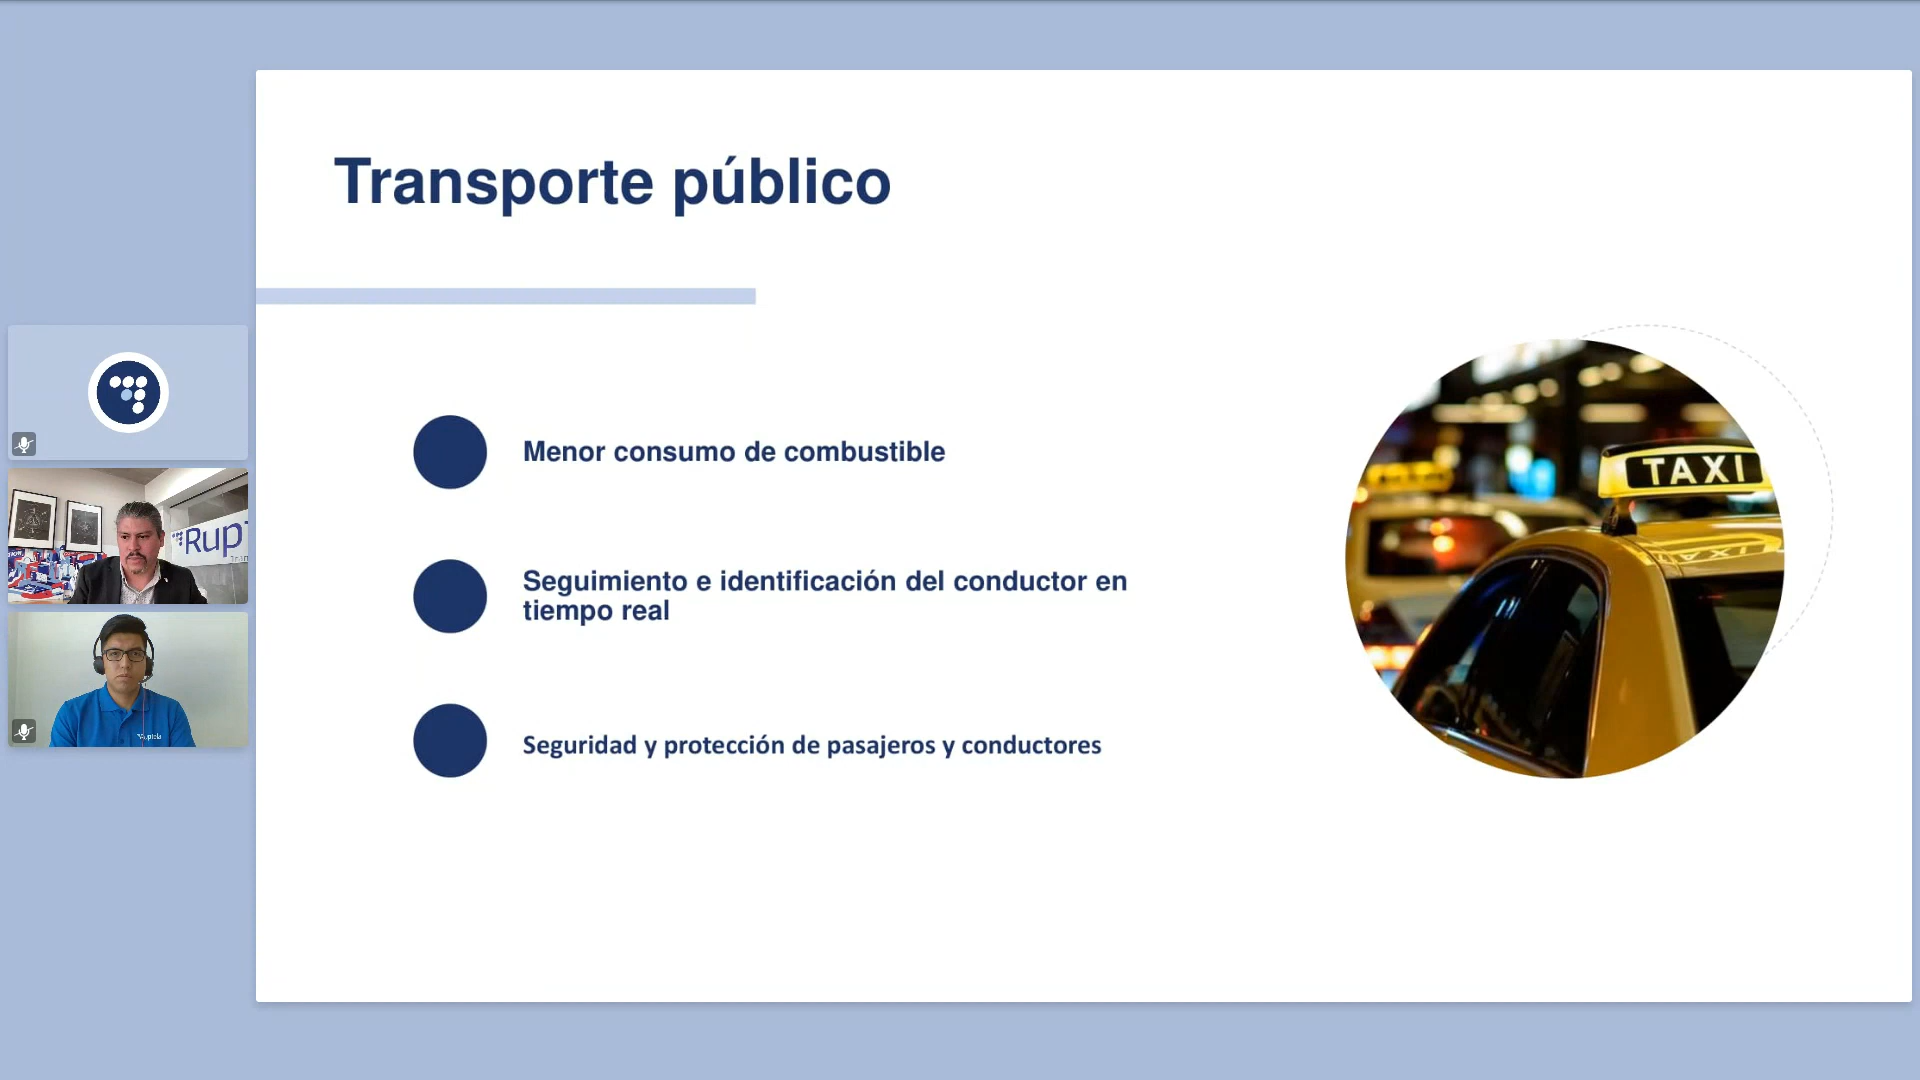 Transporte público
Menor consumo de combustible
Seguimiento e identificación del conductor en
tiempo real
Seguridad y protección de pasajeros y conductores
TAXI
Rup
Ruptela